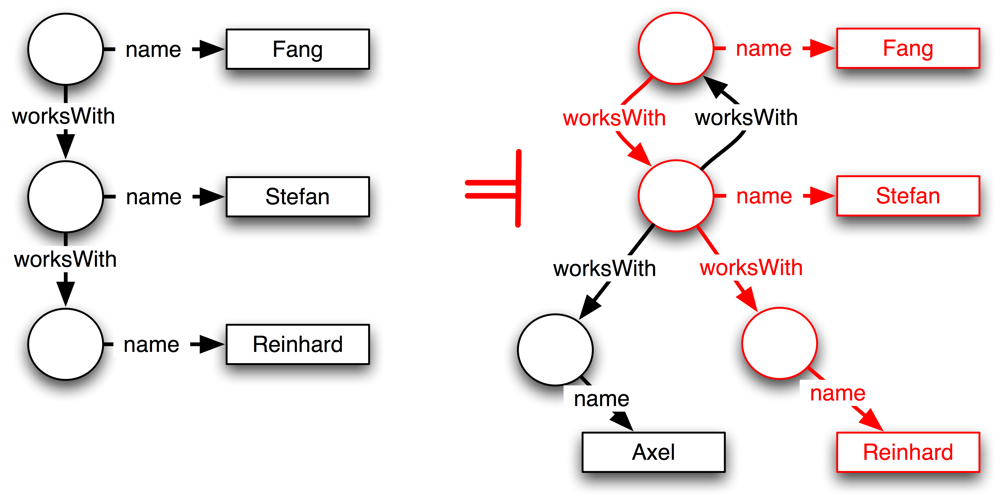 name
Fang
worksWith
name
Stefan
worksWith
name
Reinhard
name
Fang
worksWith
worksWith
name
Stefan
worksWith
worksWith
name
name
Axel
Reinhard